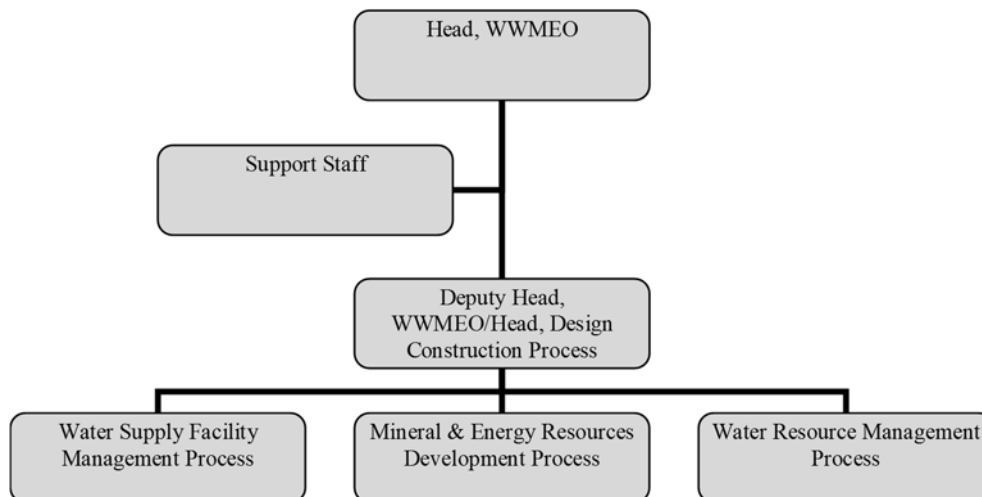 Head, WWMEO
Support Staff
Deputy Head,
WWMEO/Head, Design
Construction Process
Water Supply Facility
Management Process
Mineral & Energy Resources
Development Process
Water Resource Management
Process